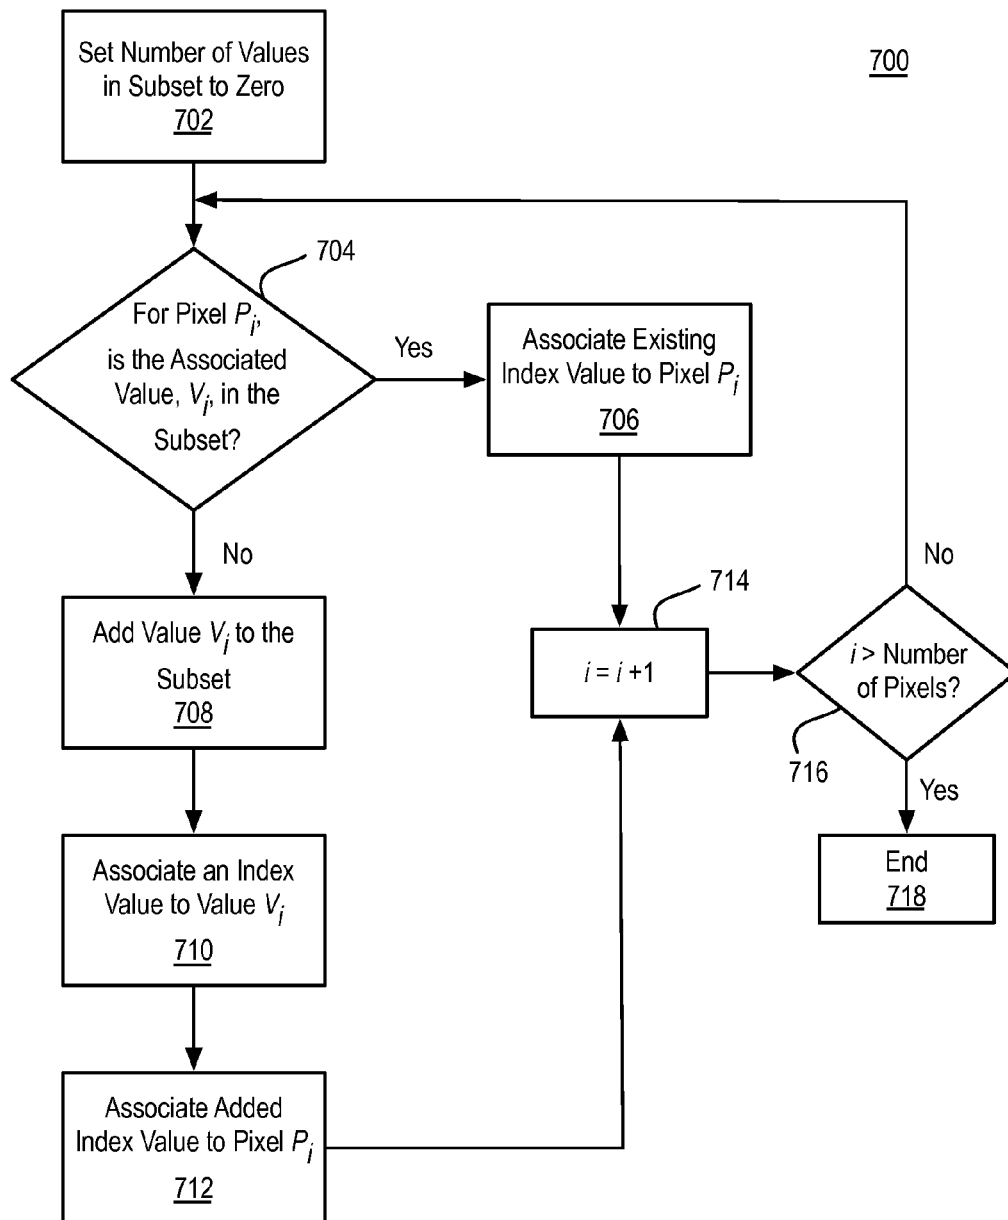 Set Number of Values
in Subset to Zero
702
700
704
For Pixel Pi,
is the Associated
Value, Vi, in the
Subset?
Yes
Associate Existing
Index Value to Pixel Pi
706
No
Add Value Vi to the
Subset
708
714
i = i +1
No
i > Number
of Pixels?
716
Yes
End
718
Associate an Index
Value to Value Vi
710
Associate Added
Index Value to Pixel Pi
712